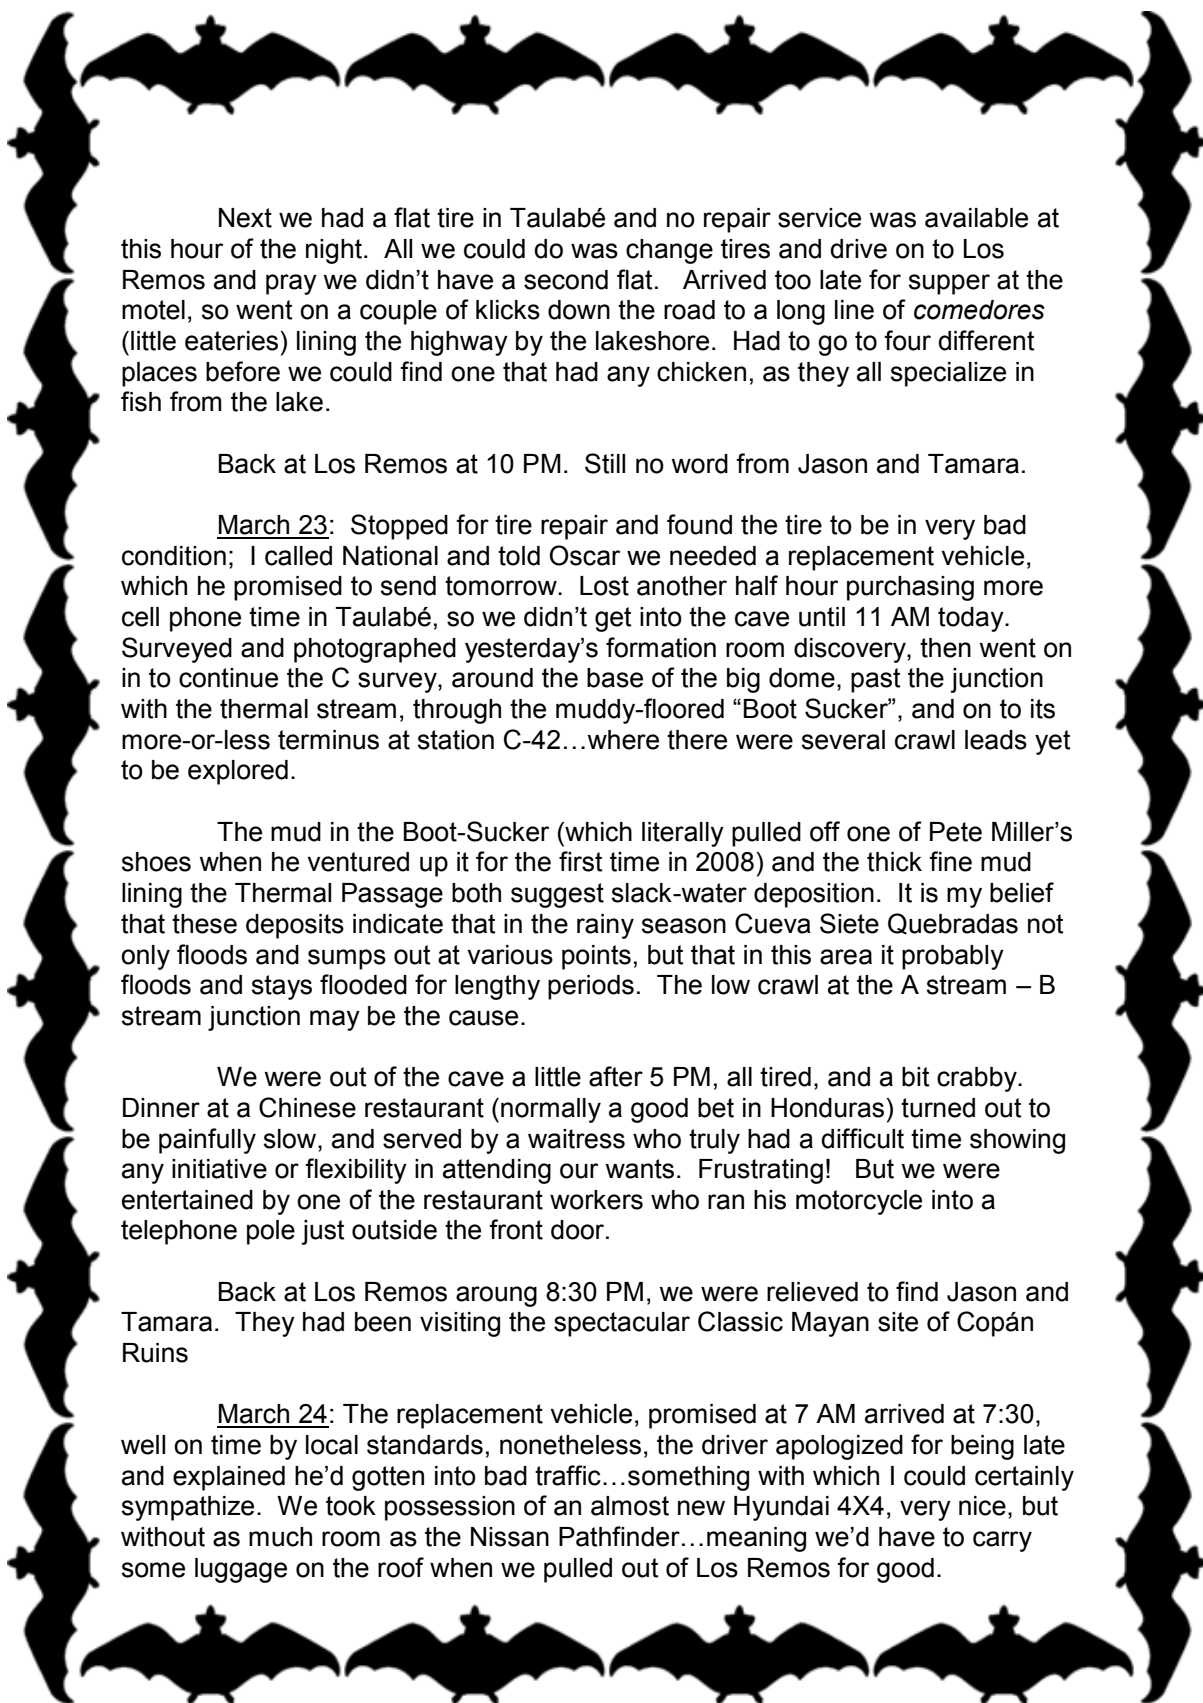 Next we had a flat tire in Taulabé and no repair service was available at
this hour of the night.  All we could do was change tires and drive on to Los
Remos and pray we didn't have a second flat.   Arrived too late for supper at the
motel, so went on a couple of klicks down the road to a long line of comedores
(little eateries) lining the highway by the lakeshore.  Had to go to four different
places before we could find one that had any chicken, as they all specialize in
fish from the lake.
Back at Los Remos at 10 PM.  Still no word from Jason and Tamara.
March 23:  Stopped for tire repair and found the tire to be in very bad
condition;  I called National and told Oscar we needed a replacement vehicle,
which he promised to send tomorrow.  Lost another half hour purchasing more
cell phone time in Taulabé, so we didn't get into the cave until 11 AM today.
Surveyed and photographed yesterday's formation room discovery, then went on
in to continue the C survey, around the base of the big dome, past the junction
with the thermal stream, through the muddy-floored “Boot Sucker”, and on to its
more-or-less terminus at station C-42…where there were several crawl leads yet
to be explored.
The mud in the Boot-Sucker (which literally pulled off one of Pete Miller's
shoes when he ventured up it for the first time in 2008) and the thick fine mud
lining the Thermal Passage both suggest slack-water deposition.  It is my belief
that these deposits indicate that in the rainy season Cueva Siete Quebradas not
only floods and sumps out at various points, but that in this area it probably
floods and stays flooded for lengthy periods.  The low crawl at the A stream – B
stream junction may be the cause.
We were out of the cave a little after 5 PM, all tired, and a bit crabby.
Dinner at a Chinese restaurant (normally a good bet in Honduras) turned out to
be painfully slow, and served by a waitress who truly had a difficult time showing
any initiative or flexibility in attending our wants.  Frustrating!   But we were
entertained by one of the restaurant workers who ran his motorcycle into a
telephone pole just outside the front door.
Back at Los Remos aroung 8:30 PM, we were relieved to find Jason and
Tamara.  They had been visiting the spectacular Classic Mayan site of Copán
Ruins
March 24: The replacement vehicle, promised at 7 AM arrived at 7:30,
well on time by local standards, nonetheless, the driver apologized for being late
and explained he'd gotten into bad traffic…something with which I could certainly
sympathize.  We took possession of an almost new Hyundai 4X4, very nice, but
without as much room as the Nissan Pathfinder…meaning we'd have to carry
some luggage on the roof when we pulled out of Los Remos for good.